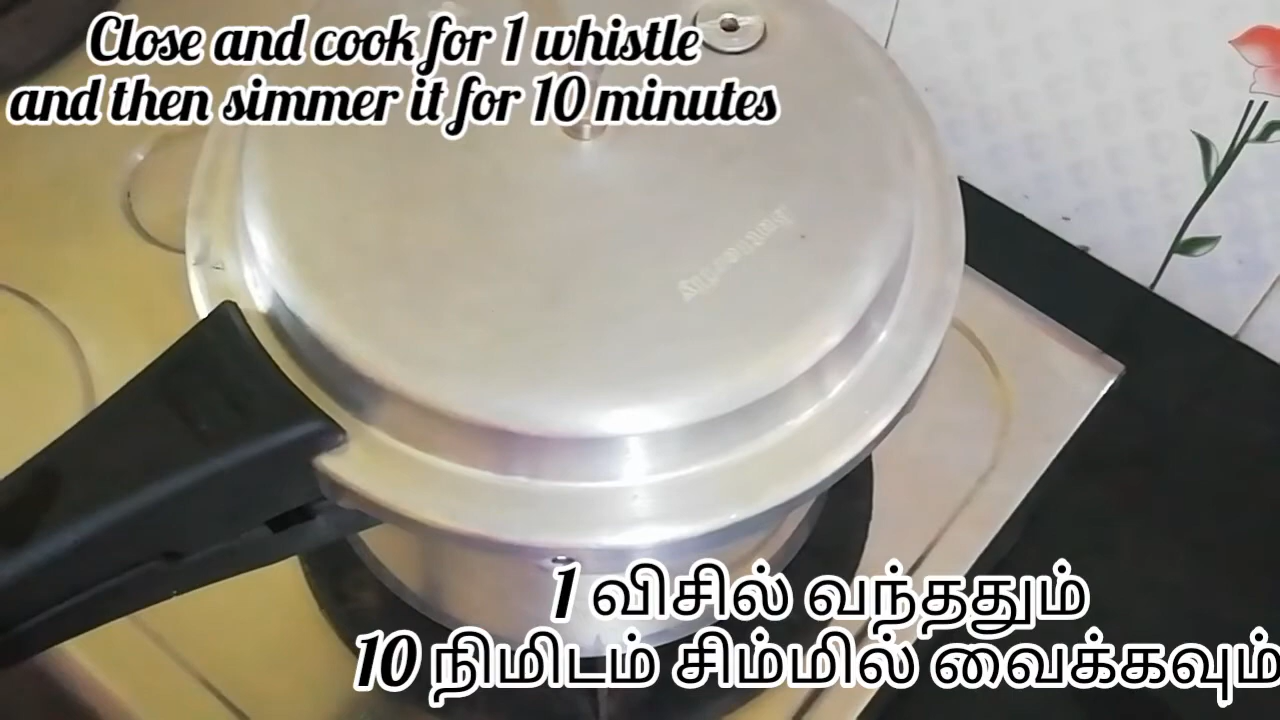 Close and cook for 1 whistle
and then simmer it for 10 minutes
1 விசில் வந்ததும்
10 நிமிடம் சிம்மில் வைக்கவும்